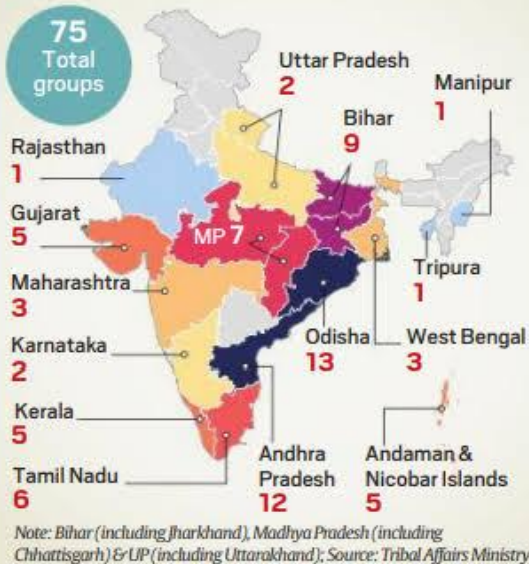 75
Total
groups
Uttar Pradesh
2
Manipur
1
Bihar
9
Rajasthan
1
Gujarat
5
MP 7
Maharashtra
3
Tripura
1
Karnataka
2
Odisha
13
West Bengal
3
Kerala
5
Tamil Nadu
6
Andhra
Pradesh
12
Andaman &
Nicobar Islands
5
Note: Bihar (including Jharkhand), Madhya Pradesh (including
Chhattisgarh) & UP (including Uttarakhand); Source: Tribal Affairs Ministry